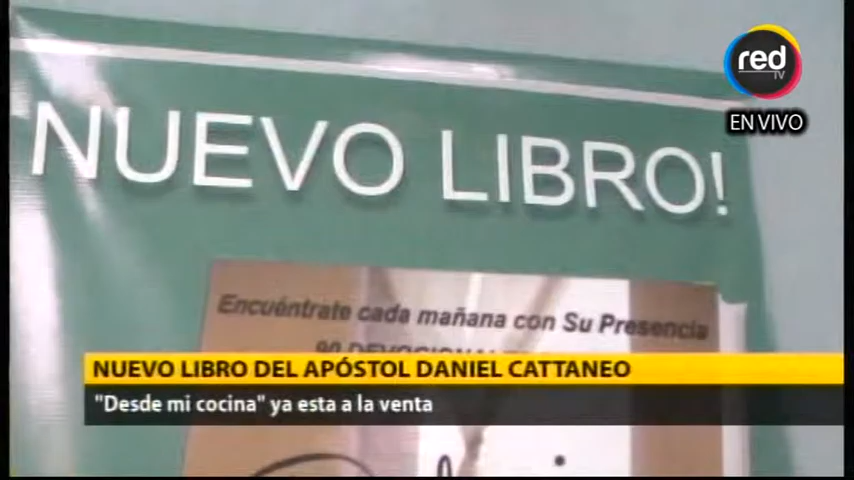 red
TV
EN VIVO
NUEVO LIBRO!
Encuéntrate cada mañana con Su Presencia
90
NUEVO LIBRO DEL APÓSTOL DANIEL CATTANEO
"Desde mi cocina" ya esta a la venta